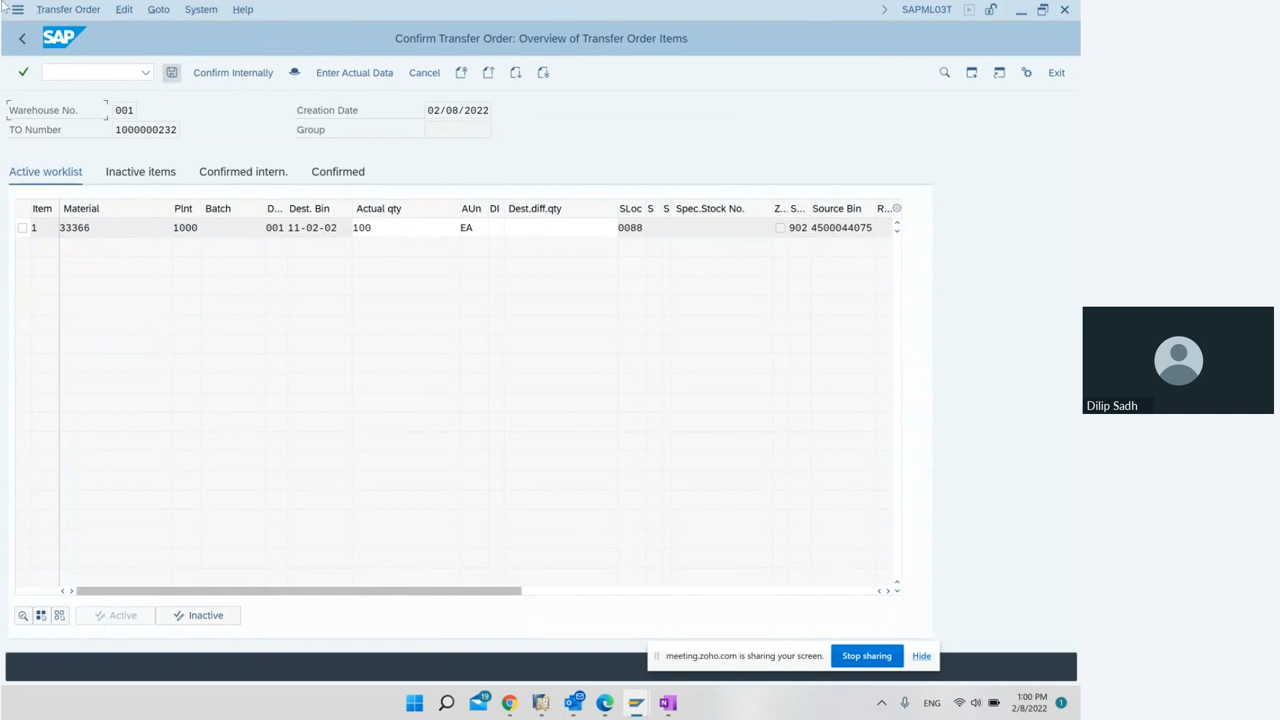 Transfer Order Edit Goto System Help SAPML03T
SAP Confirm Transfer Order: Overview of Transfer Order Items
Confirm Internally Enter Actual Data Cancel Exit
Warehouse No. 001 Creation Date 02/08/2022
TO Number 1000000232 Group
Active worklist Inactive items Confirmed intern. Confirmed
Item Material Plnt Batch D... Dest. Bin Actual qty AUn DI Dest.diff.qty SLoc S S Spec.Stock No. Z... S... Source Bin R...
1 33366 1000 001 11-02-02 100 EA 0088 902 4500044075
Dilip Sadh
Active Inactive
meeting.zoho.com is sharing your screen. Stop sharing Hide
19 ENG 1:00 PM
2/8/2022 1